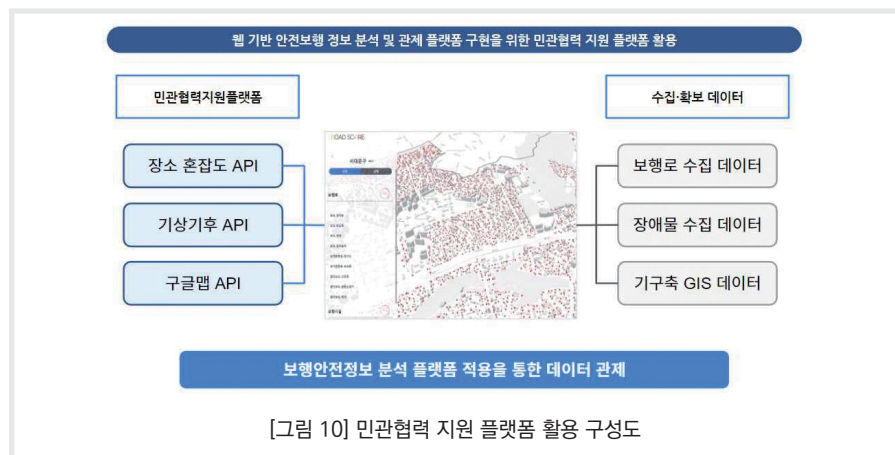 웹 기반 안전보행 정보 분석 및 관제 플랫폼 구현을 위한 민관협력 지원 플랫폼 활용
민관협력지원플랫폼
수집·확보 데이터
장소 혼잡도 API
기상기후 API
구글맵 API
보행로 수집 데이터
장애물 수집 데이터
기구축 GIS 데이터
보행안전정보 분석 플랫폼 적용을 통한 데이터 관제
[그림 10] 민관협력 지원 플랫폼 활용 구성도